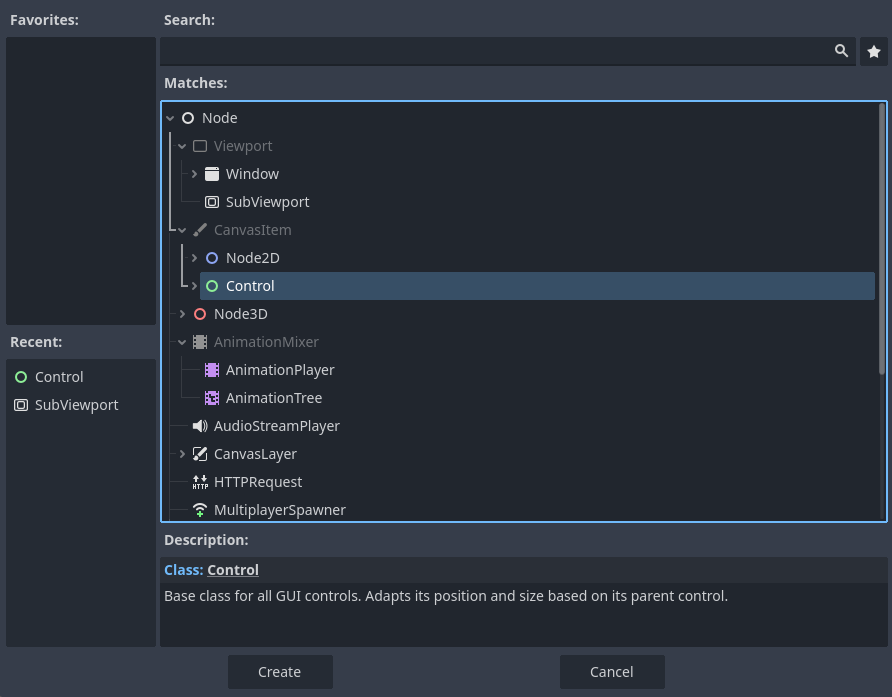 Favorites:
Search:
Matches:
Node
Viewport
Window
SubViewport
CanvasItem
Node2D
Control
Node3D
AnimationMixer
AnimationPlayer
AnimationTree
AudioStreamPlayer
CanvasLayer
HTTP
HTTPRequest
MultiplayerSpawner
Recent:
Control
SubViewport
Description:
Class: Control
Base class for all GUI controls. Adapts its position and size based on its parent control.
Create
Cancel